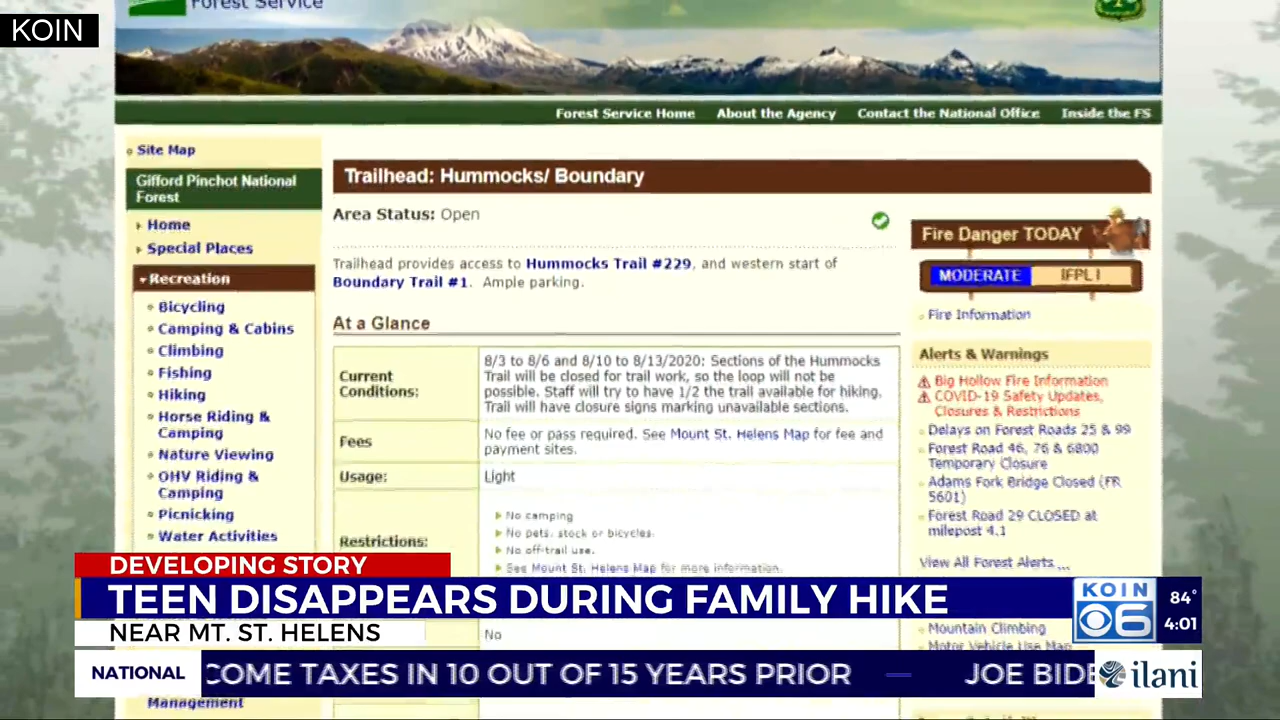 KOIN
Forest Service
Forest Service Home About the Agency Contact the National Office Inside the FS
Site Map
Gifford Pinchot National
Forest
Home
Special Places
Recreation
Bicycling
Camping & Cabins
Climbing
Fishing
Hiking
Horse Riding &
Camping
Nature Viewing
OHV Riding &
Camping
Picnicking
Water Activities
Management
Trailhead: Hummocks/ Boundary
Area Status: Open
Trailhead provides access to Hummocks Trail #229, and western start of
Boundary Trail #1. Ample parking.
At a Glance
Current
Conditions:
8/3 to 8/6 and 8/10 to 8/13/2020: Sections of the Hummocks
Trail will be closed for trail work, so the loop will not be
possible. Staff will try to have 1/2 the trail available for hiking.
Trail will have closure signs marking unavailable sections.
Fees
No fee or pass required. See Mount St. Helens Map for fee and
payment sites.
Usage:
Light
Restrictions:
No camping
No pets, stock or bicycles.
No off-trail use.
See Mount St. Helens Map for more information.
No
Fire Danger TODAY
MODERATE IFPL I
Fire Information
Alerts & Warnings
Big Hollow Fire Information
COVID-19 Safety Updates,
Closures & Restrictions
Delays on Forest Roads 25 & 99
Forest Road 46, 76 & 6800
Temporary Closure
Adams Fork Bridge Closed (FR
5601)
Forest Road 29 CLOSED at
milepost 4.1
View All Forest Alerts ...
Mountain Climbing
Motor Vehicle Use Map
DEVELOPING STORY
TEEN DISAPPEARS DURING FAMILY HIKE
NEAR MT. ST. HELENS
KOIN
6
84°
4:01
NATIONAL
COME TAXES IN 10 OUT OF 15 YEARS PRIOR — JOE BIDE
ilani